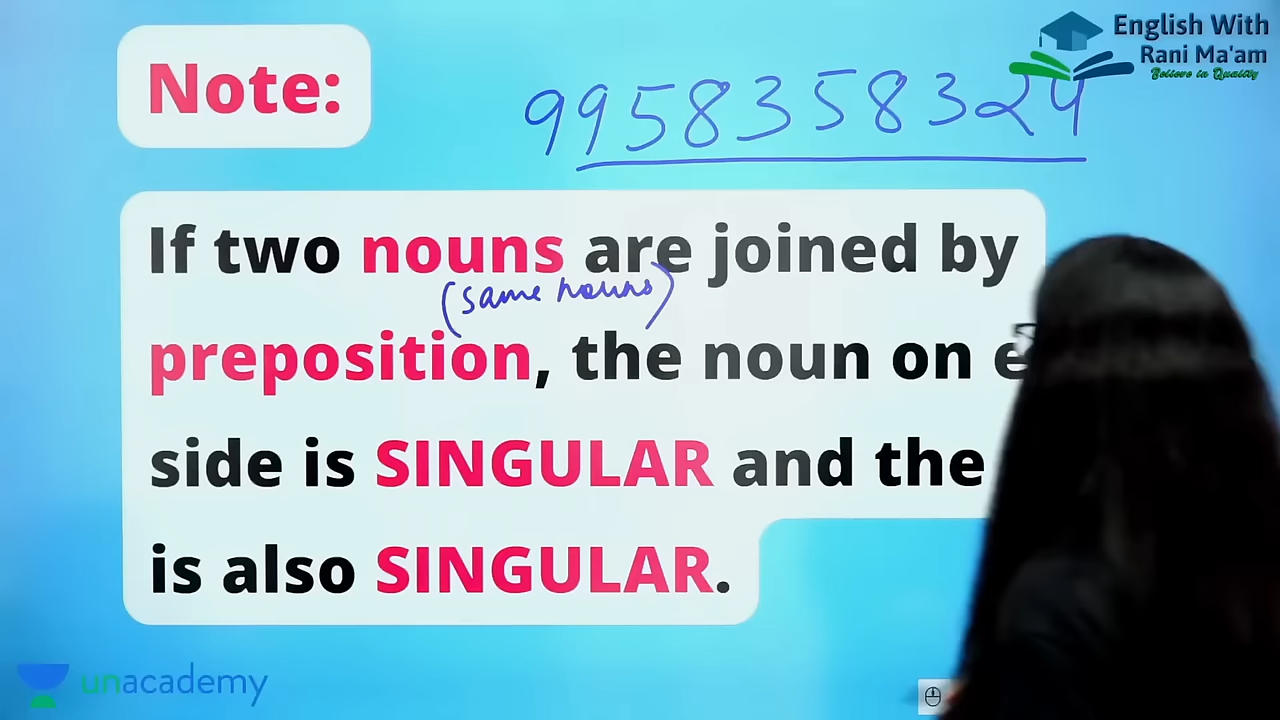 English With
Rani Ma'am
Believe in Quality
Note:
9958358324
If two nouns are joined by
(same nouns)
preposition, the noun on
side is SINGULAR and the
is also SINGULAR.
unacademy